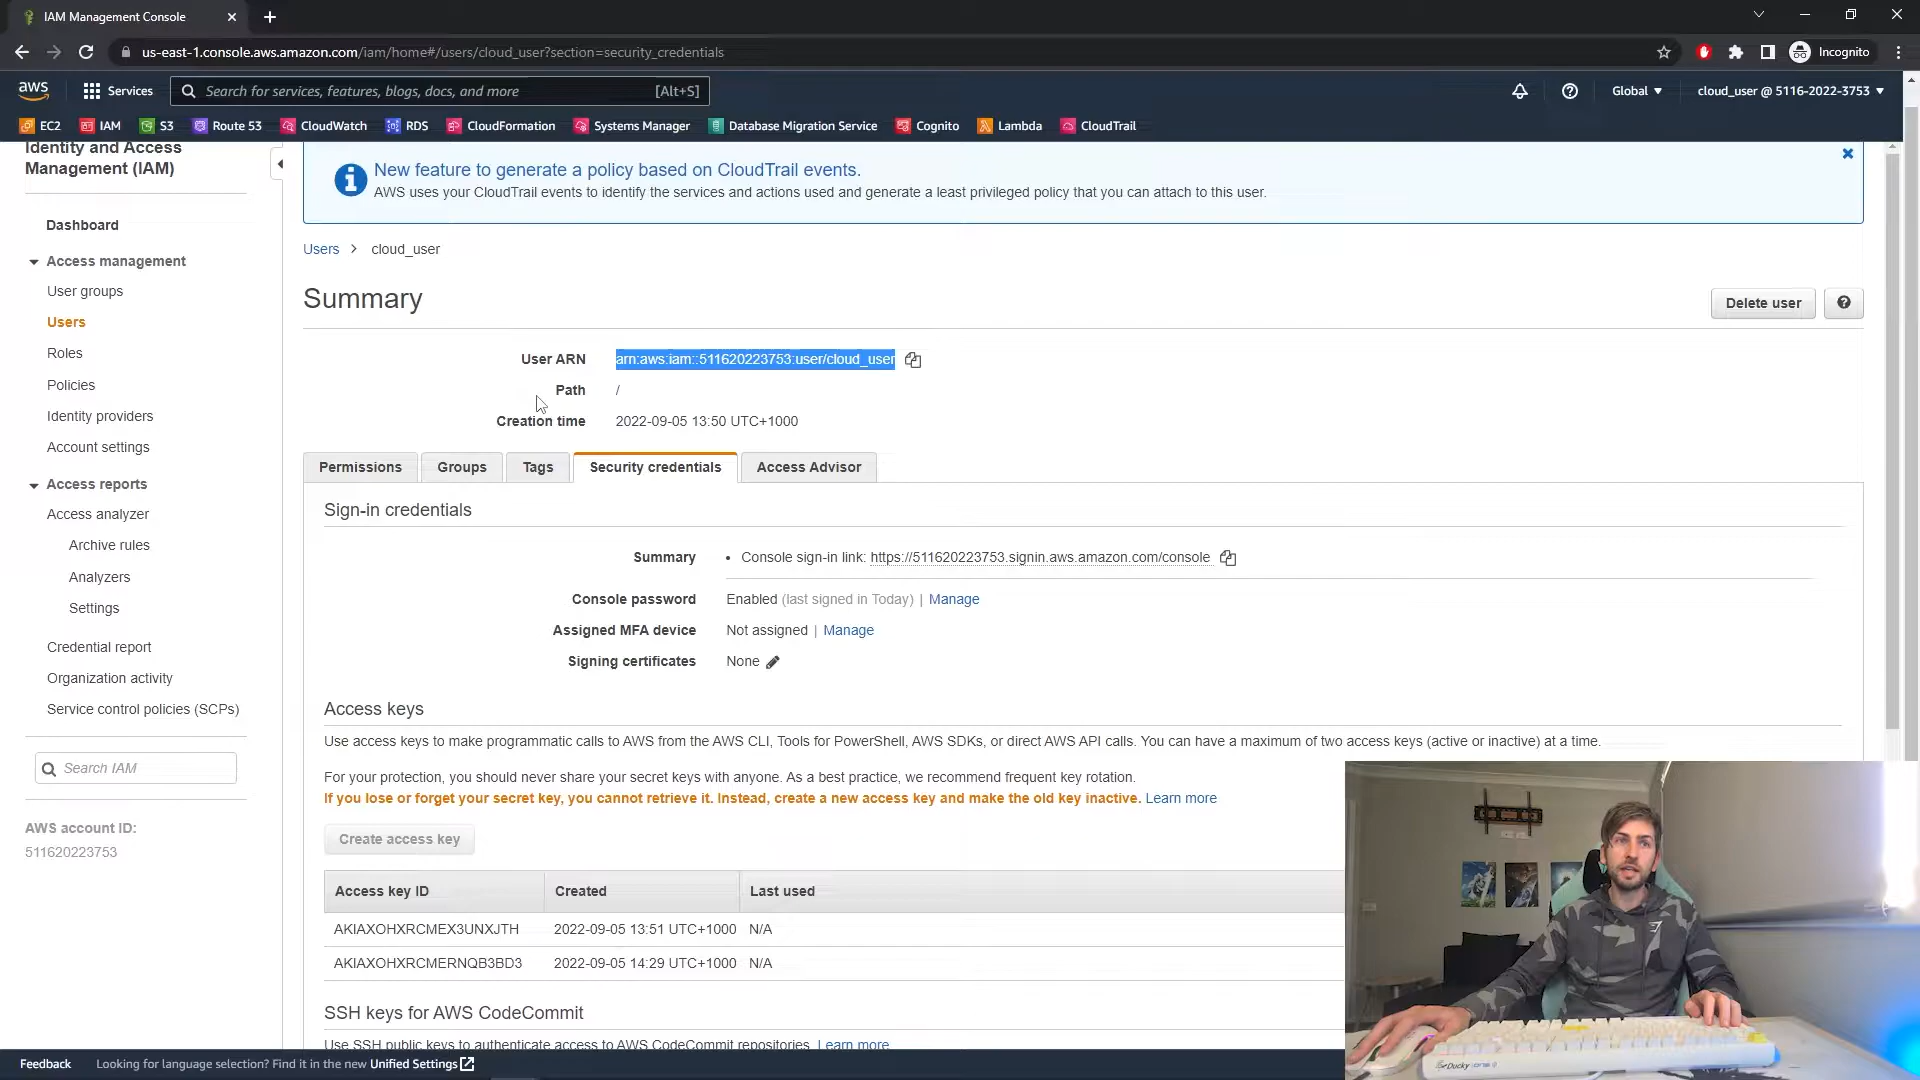 IAM Management Console
us-east-1.console.aws.amazon.com/iam/home#/users/cloud_user?section=security_credentials
Incognito
aws
Services
Search for services, features, blogs, docs, and more
[Alt+S]
Global
cloud_user @ 5116-2022-3753
EC2
IAM
S3
Route 53
CloudWatch
RDS
CloudFormation
Systems Manager
Database Migration Service
Cognito
Lambda
CloudTrail
Identity and Access
Management (IAM)
Dashboard
Access management
User groups
Users
Roles
Policies
Identity providers
Account settings
Access reports
Access analyzer
Archive rules
Analyzers
Settings
Credential report
Organization activity
Service control policies (SCPs)
Search IAM
AWS account ID:
511620223753
New feature to generate a policy based on CloudTrail events.
AWS uses your CloudTrail events to identify the services and actions used and generate a least privileged policy that you can attach to this user.
Users > cloud_user
Summary
Delete user
User ARN arn:aws:iam::511620223753:user/cloud_user
Path /
Creation time 2022-09-05 13:50 UTC+1000
Permissions
Groups
Tags
Security credentials
Access Advisor
Sign-in credentials
Summary • Console sign-in link: https://511620223753.signin.aws.amazon.com/console
Console password Enabled (last signed in Today) | Manage
Assigned MFA device Not assigned | Manage
Signing certificates None
Access keys
Use access keys to make programmatic calls to AWS from the AWS CLI, Tools for PowerShell, AWS SDKs, or direct AWS API calls. You can have a maximum of two access keys (active or inactive) at a time.
For your protection, you should never share your secret keys with anyone. As a best practice, we recommend frequent key rotation.
If you lose or forget your secret key, you cannot retrieve it. Instead, create a new access key and make the old key inactive. Learn more
Create access key
Access key ID Created Last used
AKIAXOHXRCMEX3UNXJTH 2022-09-05 13:51 UTC+1000 N/A
AKIAXOHXRCMERNQB3BD3 2022-09-05 14:29 UTC+1000 N/A
SSH keys for AWS CodeCommit
Use SSH public keys to authenticate access to AWS CodeCommit repositories. Learn more
Feedback
Looking for language selection? Find it in the new Unified Settings
Ducky